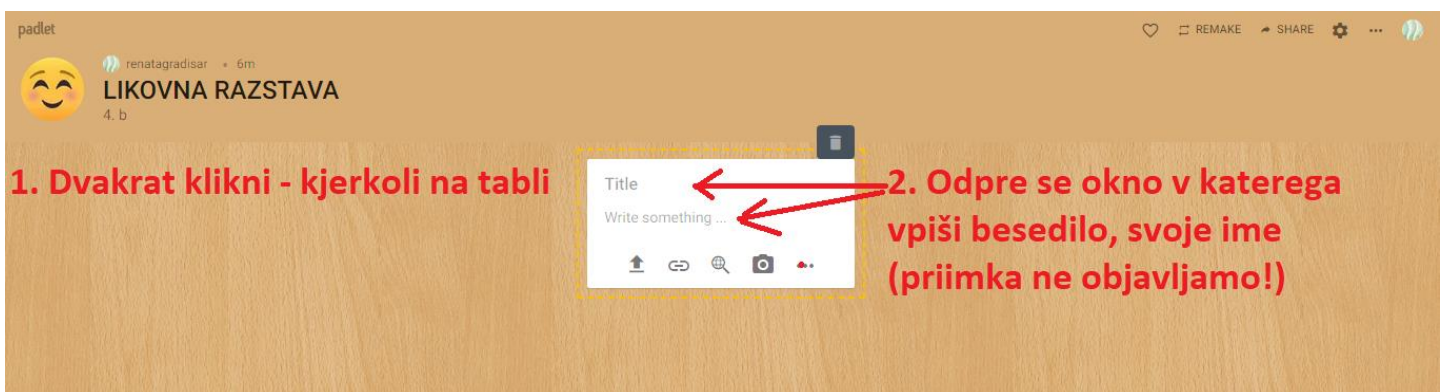 padlet
REMAKE SHARE
renatagradisar • 6m
LIKOVNA RAZSTAVA
4. b
1. Dvakrat klikni - kjerkoli na tabli
Title
Write something ...
2. Odpre se okno v katerega
vpiši besedilo, svoje ime
(priimka ne objavljamo!)